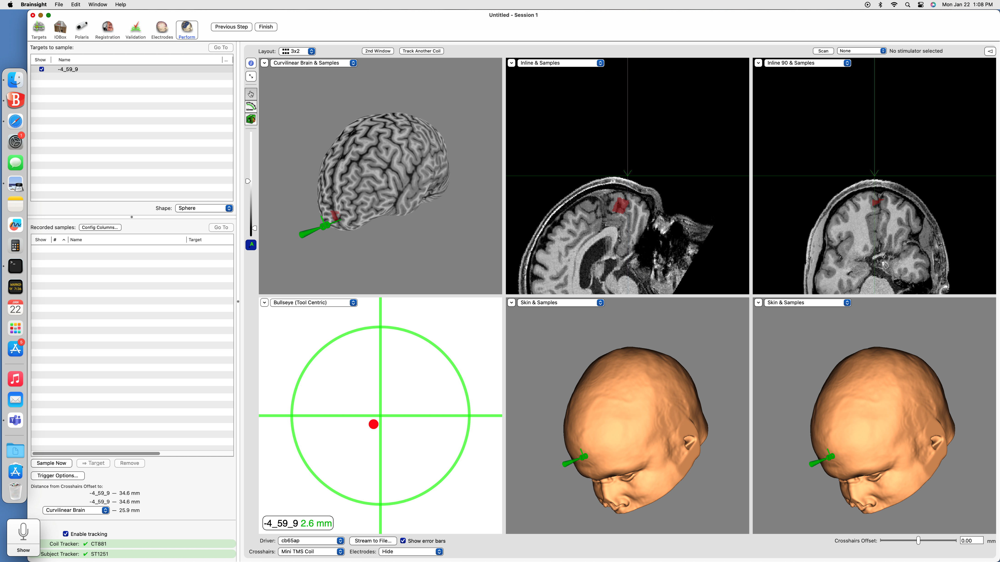 Brainsight File Edit Window Help
Mon Jan 22 1:08 PM
Untitled - Session 1
Targets
IOBox
Polaris
Registration
Validation
Electrodes
Perform
Previous Step
Finish
Targets to sample:
Go To
Show Name ...
-4_59_9
Shape: Sphere
Recorded samples: Config Columns... Go To
Show # Name Target
Sample Now
⇒ Target
Remove
Trigger Options...
Distance from Crosshairs Offset to:
-4_59_9 — 34.6 mm
-4_59_9 — 34.6 mm
Curvilinear Brain — 25.9 mm
Enable tracking
Coil Tracker: ✔ CT881
Subject Tracker: ✔ ST1251
Show
1
B
>_
WARNIN
AY 7:36
JAN
22
5
T
Layout: 3x2
2nd Window
Track Another Coil
Scan
None
No stimulator selected
i
A
Curvilinear Brain & Samples
Inline & Samples
Inline 90 & Samples
Bullseye (Tool Centric)
Skin & Samples
Skin & Samples
-4_59_9 2.6 mm
Driver: cb65ap
Stream to File...
Show error bars
Crosshairs: Mini TMS Coil
Electrodes: Hide
Crosshairs Offset: 0.00 mm